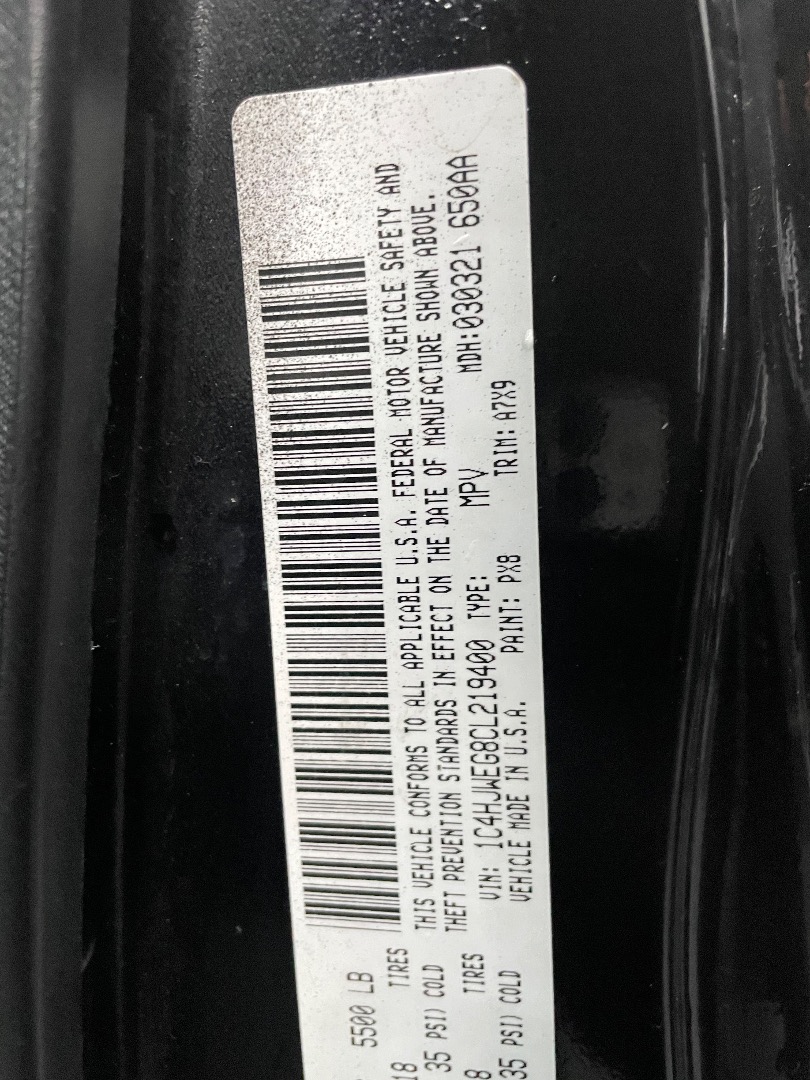 5500 LB
18 TIRES
35 PSI) COLD
8 TIRES
35 PSI) COLD
THIS VEHICLE CONFORMS TO ALL APPLICABLE U.S.A. FEDERAL MOTOR VEHICLE SAFETY AND
THEFT PREVENTION STANDARDS IN EFFECT ON THE DATE OF MANUFACTURE SHOWN ABOVE.
VIN: 1C4HJWEG8CL219400 TYPE: MPV MDH:030321 650AA
VEHICLE MADE IN U.S.A. PAINT: PX8 TRIM: A7X9